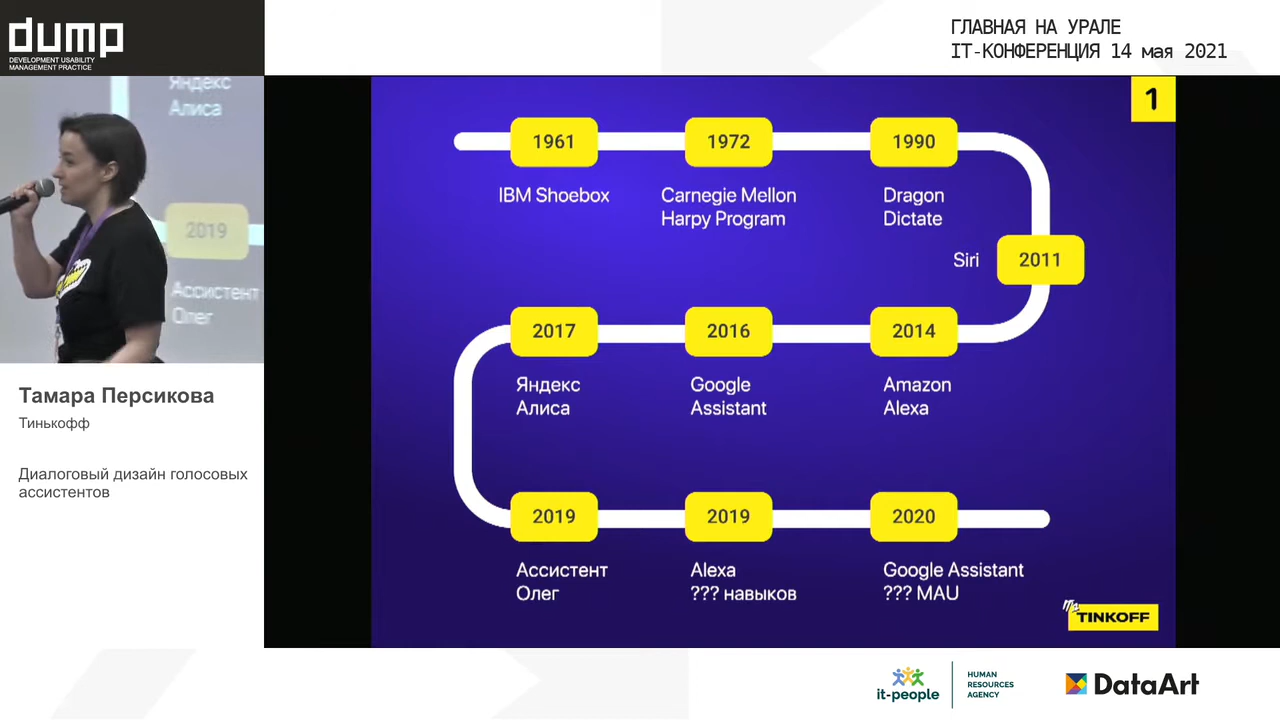 dump
DEVELOPMENT USABILITY
MANAGEMENT PRACTICE
ГЛАВНАЯ НА УРАЛЕ
IT-КОНФЕРЕНЦИЯ 14 мая 2021
Яндекс
Алиса
2019
Ассистент
Олег
Тамара Персикова
Тинькофф
Диалоговый дизайн голосовых
ассистентов
1
1961
1972
1990
IBM Shoebox
Carnegie Mellon
Harpy Program
Dragon
Dictate
Siri
2011
2017
2016
2014
Яндекс
Алиса
Google
Assistant
Amazon
Alexa
2019
2019
2020
Ассистент
Олег
Alexa
??? навыков
Google Assistant
??? MAU
TINKOFF
it-people
HUMAN
RESOURCES
AGENCY
DataArt